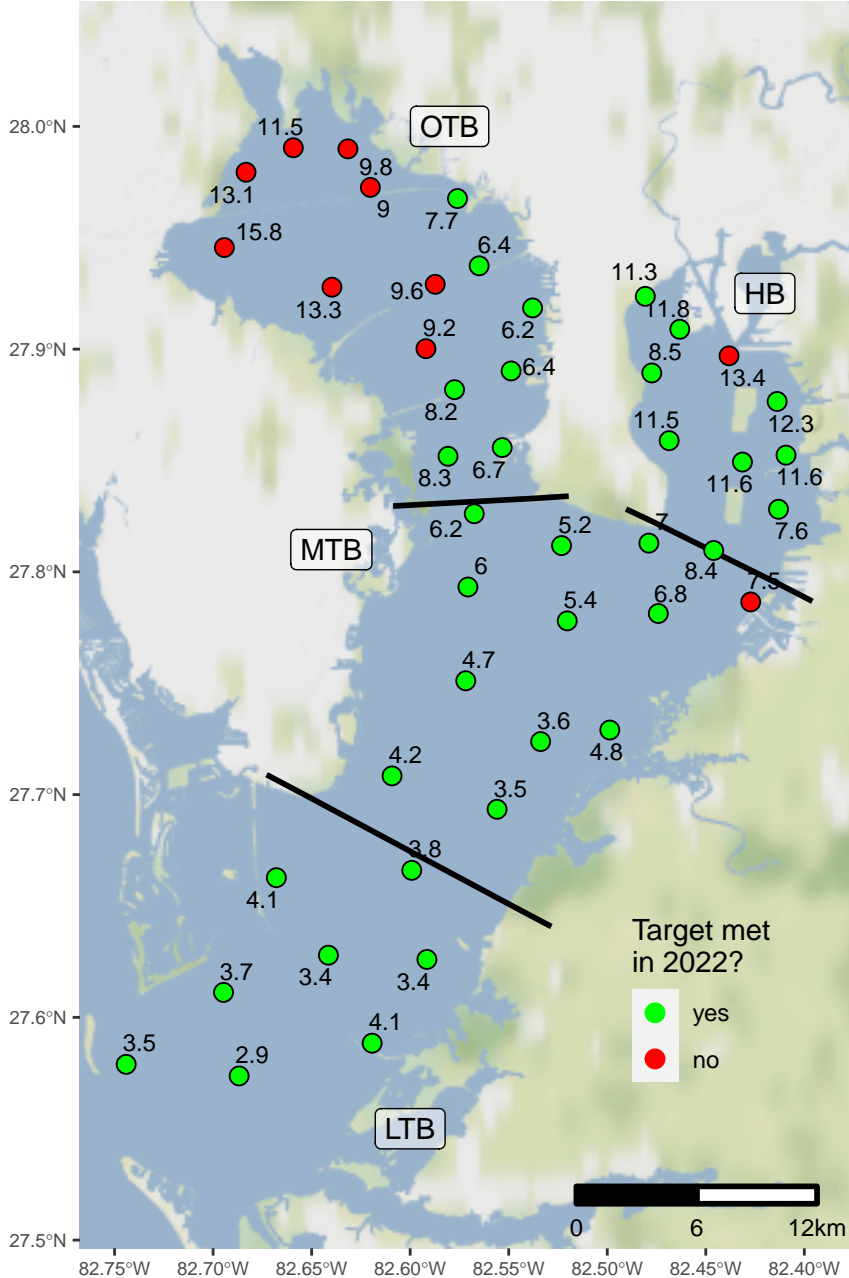 28.0°N
27.9°N
27.8°N
27.7°N
27.6°N
27.5°N
OTB
11.5
9.8
13.1
9
7.7
15.8
6.4
11.3
HB
9.6
13.3
11.8
6.2
9.2
8.5
13.4
6.4
8.2
12.3
11.5
8.3
6.7
11.6
11.6
6.2
5.2
7
7.6
MTB
8.4
6
7.5
5.4
6.8
4.7
3.6
4.8
4.2
3.5
3.8
4.1
Target met
in 2022?
3.7
3.4
3.4
yes
4.1
3.5
2.9
no
LTB
0 6 12km
82.75°W 82.70°W 82.65°W 82.60°W 82.55°W 82.50°W 82.45°W 82.40°W